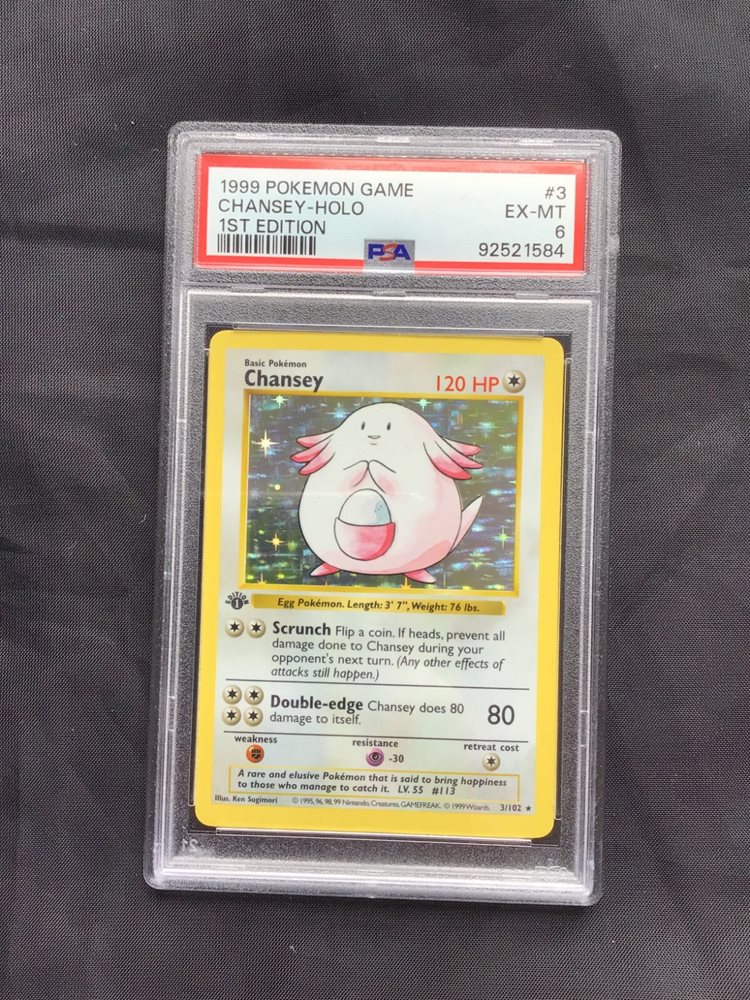 1999 POKEMON GAME #3
CHANSEY-HOLO EX-MT
1ST EDITION 6
PSA 92521584
Basic Pokémon
Chansey 120 HP
EDITION 1
Egg Pokémon. Length: 3' 7", Weight: 76 lbs.
Scrunch Flip a coin. If heads, prevent all
damage done to Chansey during your
opponent's next turn. (Any other effects of
attacks still happen.)
Double-edge Chansey does 80
damage to itself. 80
weakness resistance retreat cost
-30
A rare and elusive Pokémon that is said to bring happiness
to those who manage to catch it. LV. 55 #113
Illus. Ken Sugimori © 1995, 96, 98, 99 Nintendo, Creatures, GAMEFREAK. © 1999 Wizards. 3/102 ★